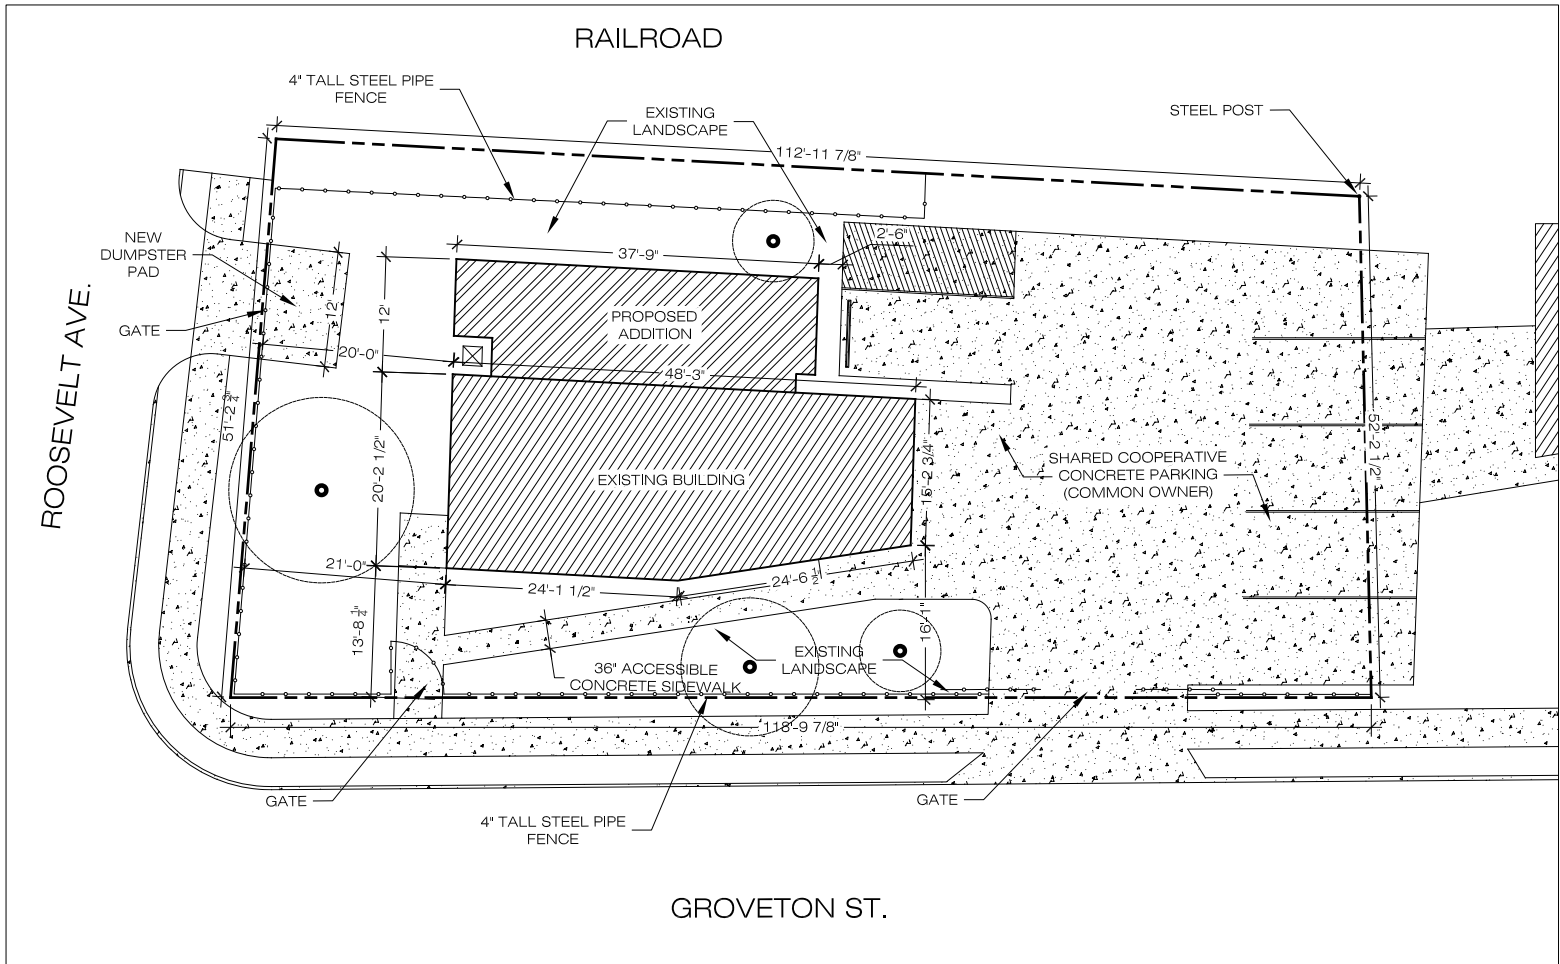 RAILROAD
4" TALL STEEL PIPE
FENCE
EXISTING
LANDSCAPE
STEEL POST
112'-11 7/8"
NEW
DUMPSTER
PAD
2'-6"
37'-9"
GATE
12'
12'
PROPOSED
ADDITION
20'-0"
48'-3"
ROOSEVELT AVE.
51'-2 3/4"
20'-2 1/2"
EXISTING BUILDING
15'-2 3/4"
SHARED COOPERATIVE
CONCRETE PARKING
(COMMON OWNER)
52'-2 1/2"
21'-0"
24'-1 1/2"
24'-6 1/2
13'-8 1/4"
16'-1"
36" ACCESSIBLE
CONCRETE SIDEWALK
EXISTING
LANDSCAPE
118'-9 7/8"
GATE
4" TALL STEEL PIPE
FENCE
GATE
GROVETON ST.